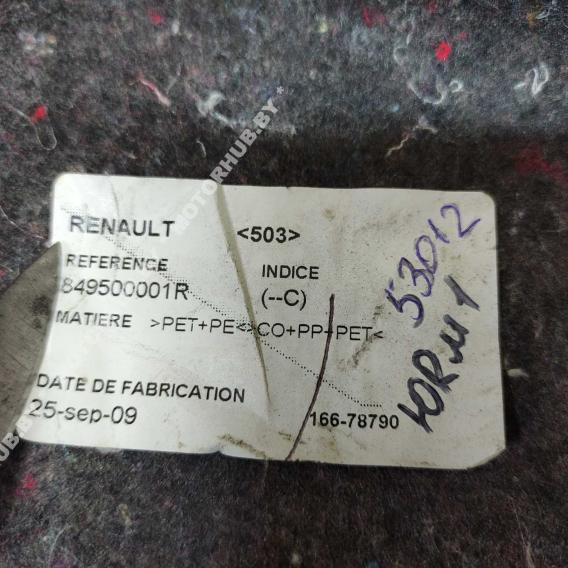 RENAULT <503>
REFERENCE INDICE
849500001R (--C)
MATIERE >PET+PE<>CO+PP+PET<
DATE DE FABRICATION
25-sep-09 166-78790
53012
MOTORHUB.BY